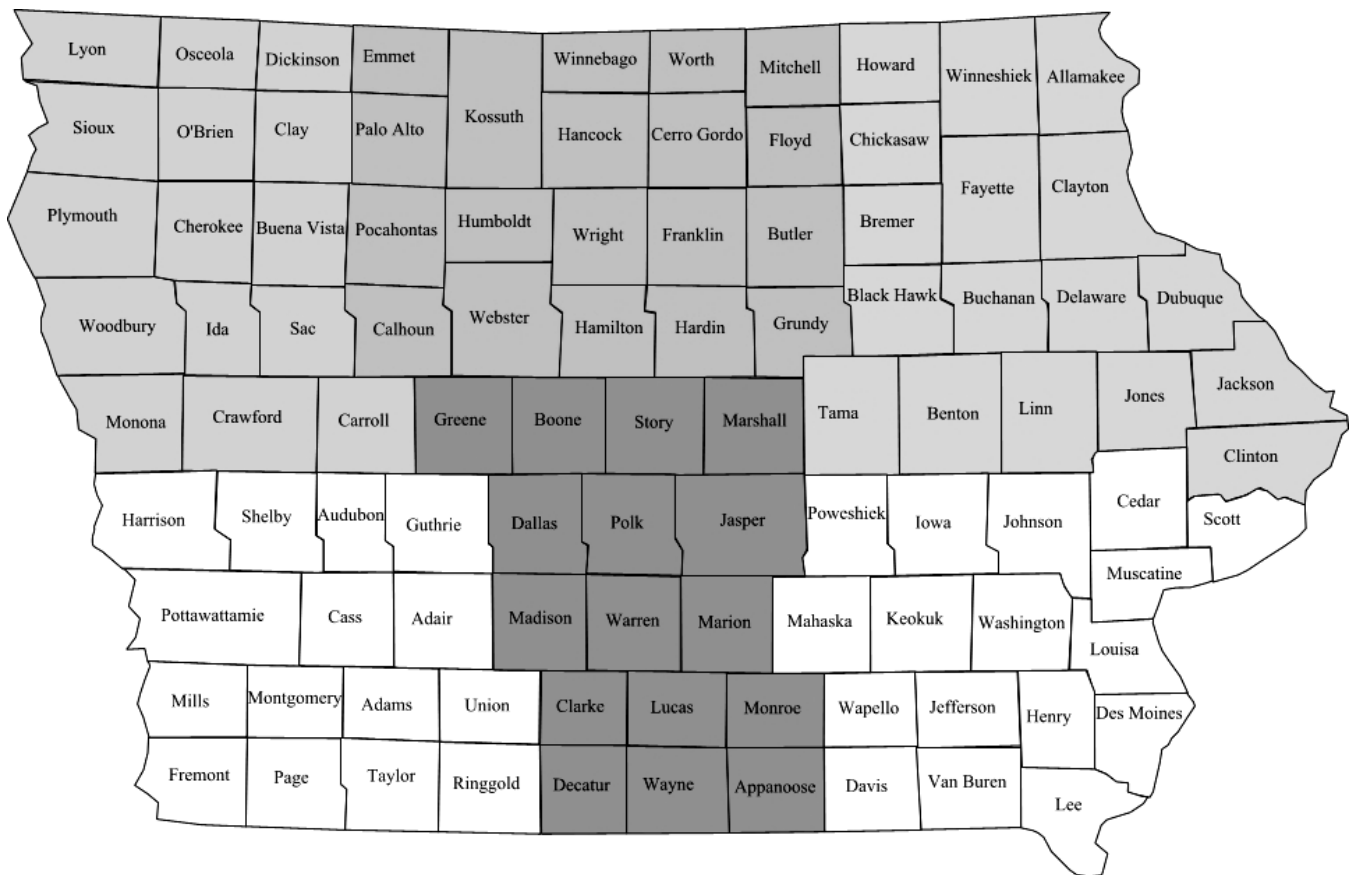 Lyon
Osceola
Dickinson
Emmet
Kossuth
Winnebago
Worth
Mitchell
Howard
Winneshiek
Allamakee
Sioux
O'Brien
Clay
Palo Alto
Hancock
Cerro Gordo
Floyd
Chickasaw
Fayette
Clayton
Plymouth
Cherokee
Buena Vista
Pocahontas
Humboldt
Wright
Franklin
Butler
Bremer
Woodbury
Ida
Sac
Calhoun
Webster
Hamilton
Hardin
Grundy
Black Hawk
Buchanan
Delaware
Dubuque
Monona
Crawford
Carroll
Greene
Boone
Story
Marshall
Tama
Benton
Linn
Jones
Jackson
Clinton
Harrison
Shelby
Audubon
Guthrie
Dallas
Polk
Jasper
Poweshiek
Iowa
Johnson
Cedar
Scott
Muscatine
Pottawattamie
Cass
Adair
Madison
Warren
Marion
Mahaska
Keokuk
Washington
Louisa
Mills
Montgomery
Adams
Union
Clarke
Lucas
Monroe
Wapello
Jefferson
Henry
Des Moines
Fremont
Page
Taylor
Ringgold
Decatur
Wayne
Appanoose
Davis
Van Buren
Lee